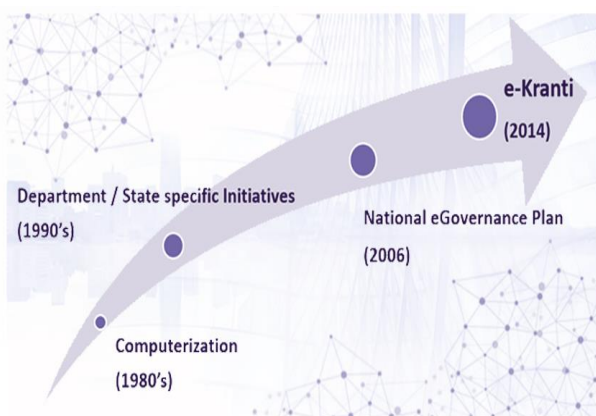 e-Kranti
(2014)
Department / State specific Initiatives
(1990's)
National eGovernance Plan
(2006)
Computerization
(1980's)